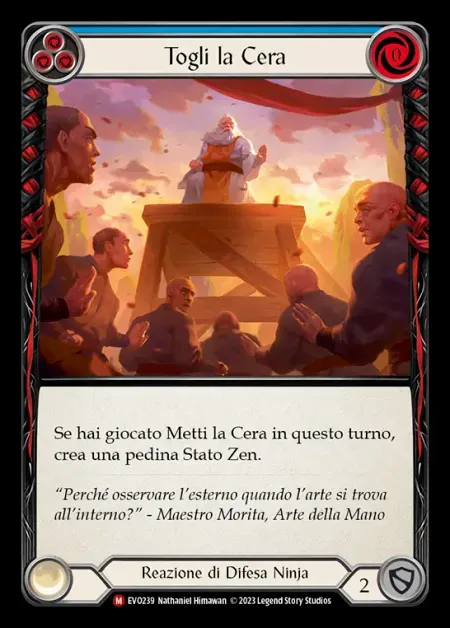 Togli la Cera
0
Se hai giocato Metti la Cera in questo turno,
crea una pedina Stato Zen.
“Perché osservare l’esterno quando l’arte si trova
all’interno?” - Maestro Morita, Arte della Mano
Reazione di Difesa Ninja
2
M EVO239 Nathaniel Himawan © 2023 Legend Story Studios